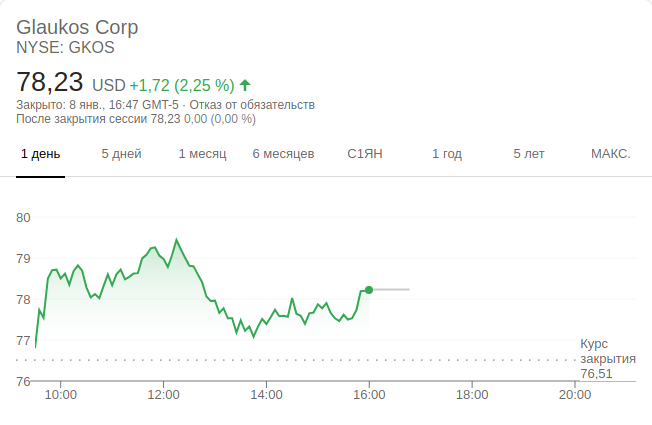 Glaukos Corp
NYSE: GKOS
78,23 USD +1,72 (2,25 %)
Закрыто: 8 янв., 16:47 GMT-5 · Отказ от обязательств
После закрытия сессии 78,23 0,00 (0,00 %)
1 день 5 дней 1 месяц 6 месяцев С1ЯН 1 год 5 лет МАКС.
80
79
78
77
Курс
закрытия
76,51
76
10:00 12:00 14:00 16:00 18:00 20:00